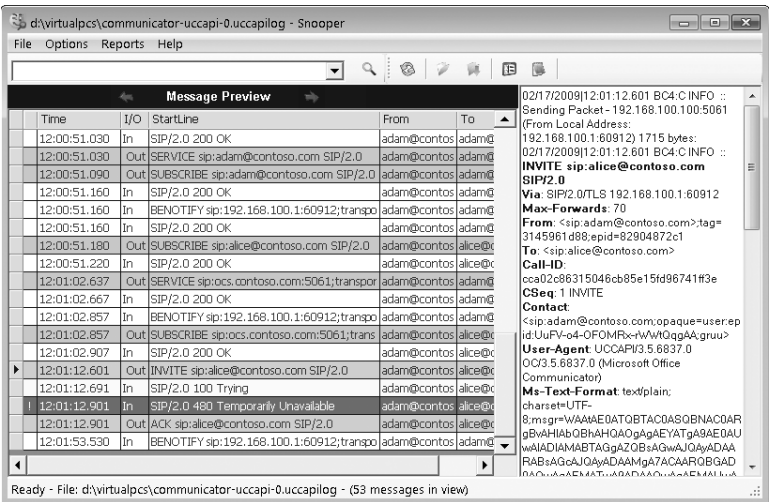 d:\virtualpcs\communicator-uccapi-0.uccapilog - Snooper
File Options Reports Help
Message Preview
Time I/O StartLine From To
12:00:51.030 In SIP/2.0 200 OK adam@contos adam@
12:00:51.030 Out SERVICE sip:adam@contoso.com SIP/2.0 adam@contos adam@
12:00:51.090 Out SUBSCRIBE sip:adam@contoso.com SIP/2.0 adam@contos adam@
12:00:51.160 In SIP/2.0 200 OK adam@contos adam@
12:00:51.160 In BENOTIFY sip:192.168.100.1:60912;transpo adam@contos adam@
12:00:51.160 In SIP/2.0 200 OK adam@contos adam@
12:00:51.180 Out SUBSCRIBE sip:alice@contoso.com SIP/2.0 adam@contos alice@c
12:00:51.220 In SIP/2.0 200 OK adam@contos alice@c
12:01:02.637 Out SERVICE sip:ocs.contoso.com:5061;transpor adam@contos alice@c
12:01:02.667 In SIP/2.0 200 OK adam@contos alice@c
12:01:02.857 In BENOTIFY sip:192.168.100.1:60912;transpo adam@contos adam@
12:01:02.857 Out SUBSCRIBE sip:ocs.contoso.com:5061;trans adam@contos alice@c
12:01:02.907 In SIP/2.0 200 OK adam@contos alice@c
12:01:12.601 Out INVITE sip:alice@contoso.com SIP/2.0 adam@contos alice@c
12:01:12.691 In SIP/2.0 100 Trying adam@contos alice@c
! 12:01:12.901 In SIP/2.0 480 Temporarily Unavailable adam@contos alice@c
12:01:12.901 Out ACK sip:alice@contoso.com SIP/2.0 adam@contos alice@c
12:01:53.530 In BENOTIFY sip:192.168.100.1:60912;transpo adam@contos adam@
02/17/2009|12:01:12.601 BC4:C INFO ::
Sending Packet - 192.168.100.100:5061
(From Local Address:
192.168.100.1:60912) 1715 bytes:
02/17/2009|12:01:12.601 BC4:C INFO ::
INVITE sip:alice@contoso.com
SIP/2.0
Via: SIP/2.0/TLS 192.168.100.1:60912
Max-Forwards: 70
From: <sip:adam@contoso.com>;tag=
3145961d88;epid=82904872c1
To: <sip:alice@contoso.com>
Call-ID:
cca02c86315046cb85e15fd96741ff3e
CSeq: 1 INVITE
Contact:
<sip:adam@contoso.com;opaque=user:ep
id:UuFV-o4-OFOMRx-rWWtQqgAA;gruu>
User-Agent: UCCAPI/3.5.6837.0
OC/3.5.6837.0 (Microsoft Office
Communicator)
Ms-Text-Format: text/plain;
charset=UTF-
8;msgr=WAAtAE0ATQBTAC0ASQBNAC0AR
gBvAHIAbQBhAHQAOgAgAEYATgA9AE0AU
wAlADIAMABTAGgAZQBsAGwAJQAyADAA
RABsAGcAJQAyADAAMgA7ACAARQBGAD
Ready - File: d:\virtualpcs\communicator-uccapi-0.uccapilog - (53 messages in view)